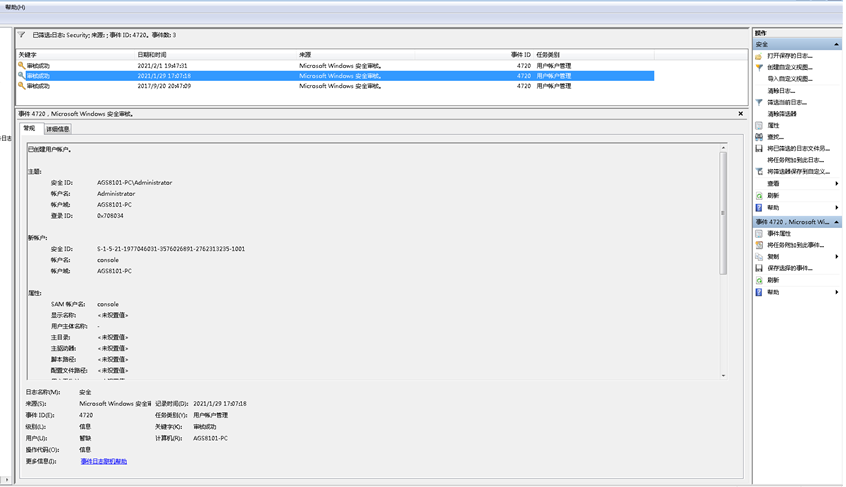 帮助(H)
已筛选:日志: Security; 来源: ; 事件 ID: 4720。事件数: 3
关键字 日期和时间 来源 事件 ID 任务类别
审核成功 2021/2/1 19:47:31 Microsoft Windows 安全审核。 4720 用户帐户管理
审核成功 2021/1/29 17:07:18 Microsoft Windows 安全审核。 4720 用户帐户管理
审核成功 2017/9/20 20:47:09 Microsoft Windows 安全审核。 4720 用户帐户管理
事件 4720，Microsoft Windows 安全审核。
常规 详细信息
已创建用户帐户。
主题:
安全 ID: AGS8101-PC\Administrator
帐户名: Administrator
帐户域: AGS8101-PC
登录 ID: 0x708034
新帐户:
安全 ID: S-1-5-21-1977046031-3576026891-2762313235-1001
帐户名: console
帐户域: AGS8101-PC
属性:
SAM 帐户名: console
显示名称: <未设置值>
用户主体名称: -
主目录: <未设置值>
主驱动器: <未设置值>
脚本路径: <未设置值>
配置文件路径: <未设置值>
日志名称(M): 安全
来源(S): Microsoft Windows 安全审 记录时间(D): 2021/1/29 17:07:18
事件 ID(E): 4720 任务类别(Y): 用户帐户管理
级别(L): 信息 关键字(K): 审核成功
用户(U): 暂缺 计算机(R): AGS8101-PC
操作代码(O): 信息
更多信息(I): 事件日志联机帮助
日志
操作
安全
打开保存的日志...
创建自定义视图...
导入自定义视图...
清除日志...
筛选当前日志...
清除筛选器
属性
查找...
将已筛选的日志文件另...
将任务附加到此日志...
将筛选器保存到自定义...
查看
刷新
帮助
事件 4720，Microsoft Wi...
事件属性
将任务附加到此事件...
复制
保存选择的事件...
刷新
帮助